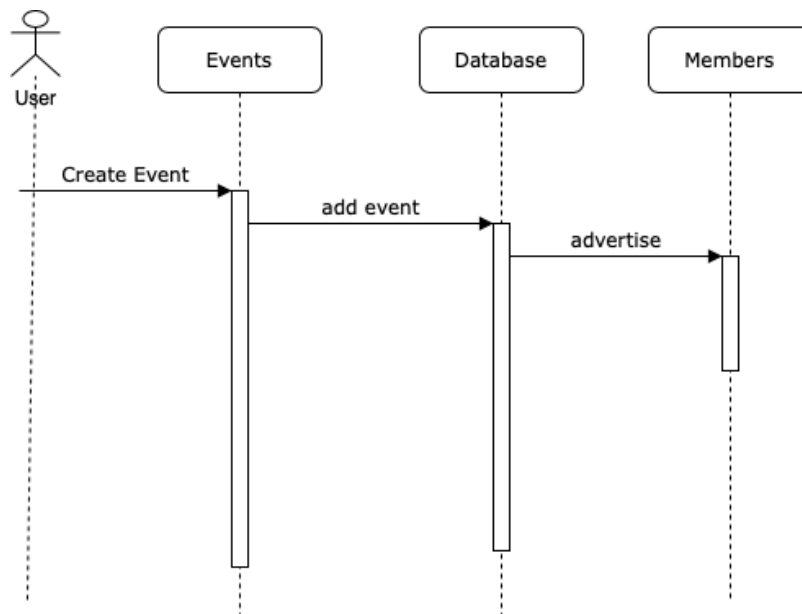 User
Events
Database
Members
Create Event
add event
advertise